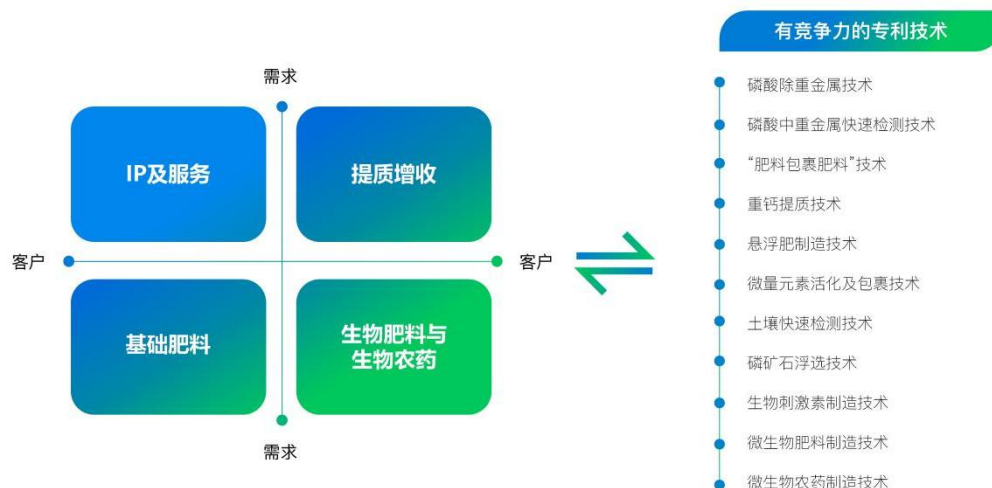 需求
IP及服务
提质增收
客户
客户
基础肥料
生物肥料与
生物农药
需求
有竞争力的专利技术
磷酸除重金属技术
磷酸中重金属快速检测技术
“肥料包裹肥料”技术
重钙提质技术
悬浮肥制造技术
微量元素活化及包裹技术
土壤快速检测技术
磷矿石浮选技术
生物刺激素制造技术
微生物肥料制造技术
微生物农药制造技术